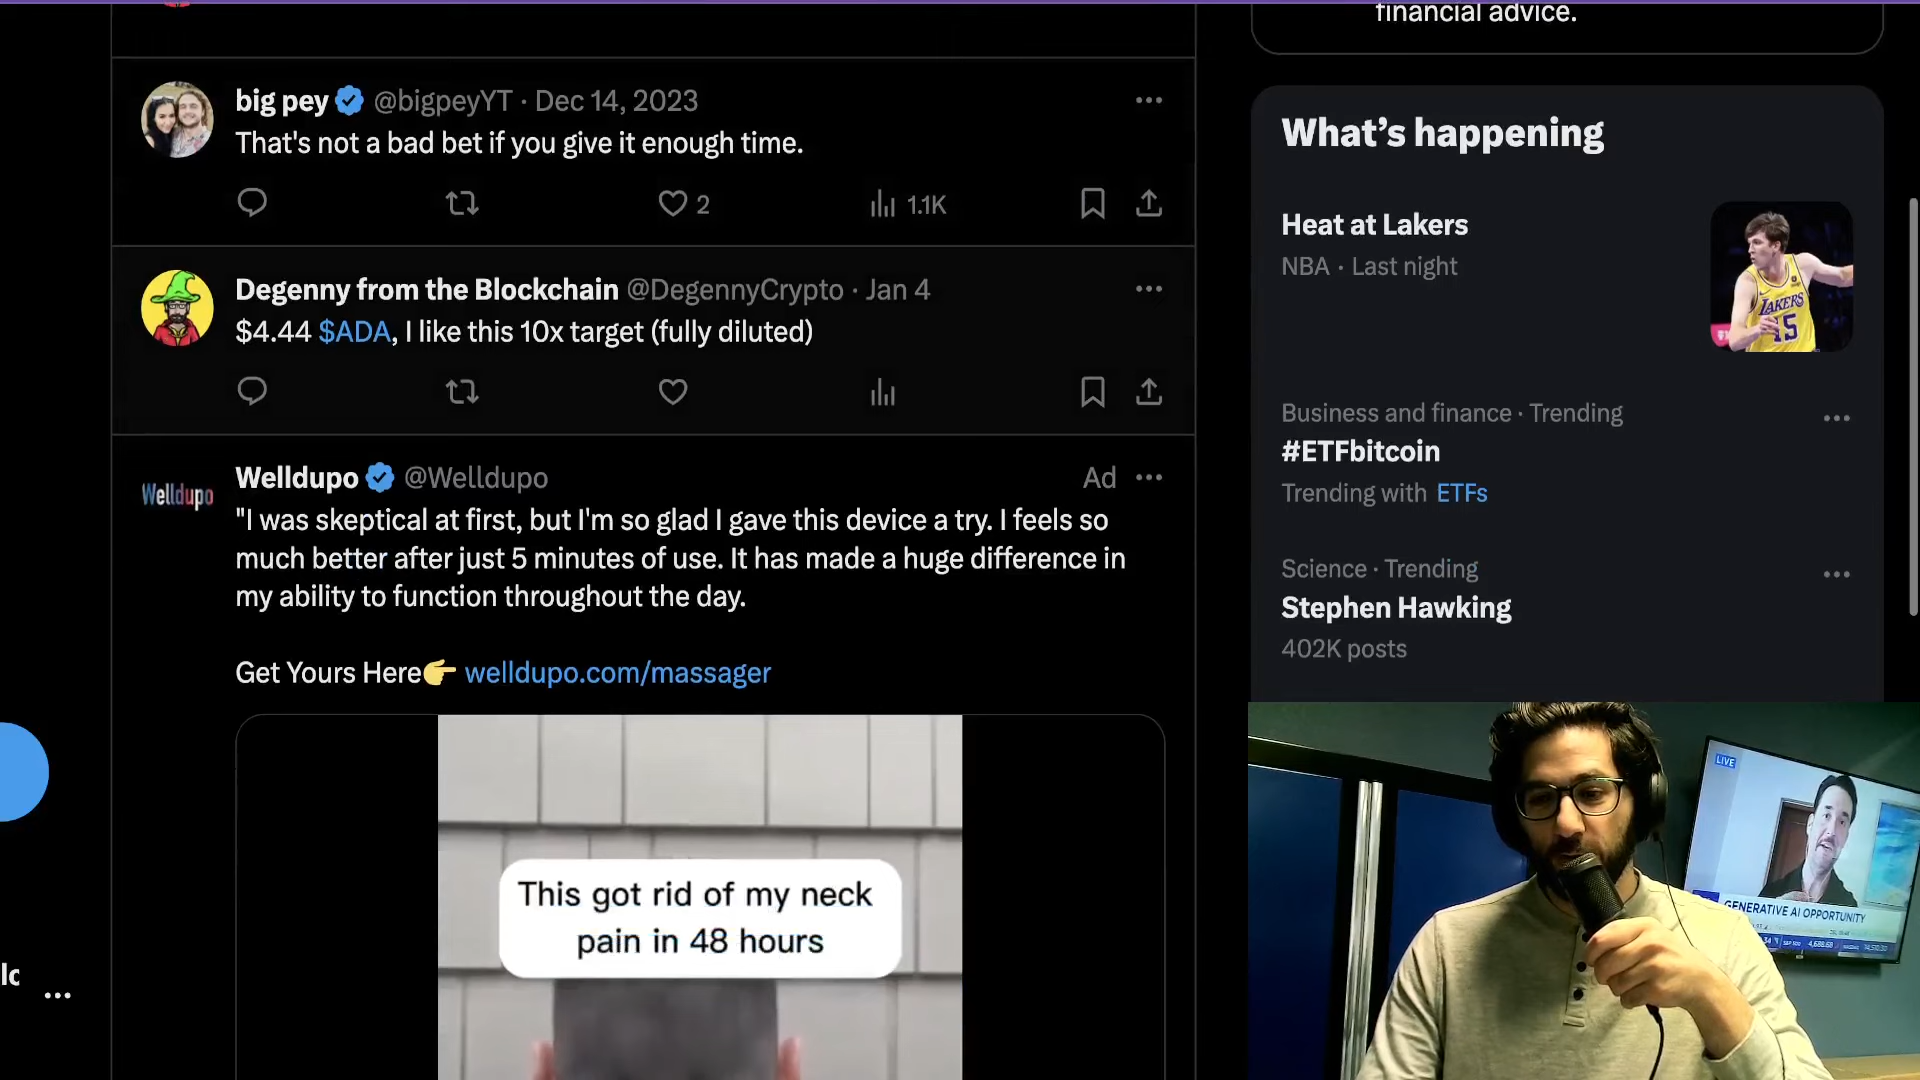 financial advice.
big pey @bigpeyYT · Dec 14, 2023
That's not a bad bet if you give it enough time.
2
1.1K
Degenny from the Blockchain @DegennyCrypto · Jan 4
$4.44 $ADA, I like this 10x target (fully diluted)
Welldupo
Welldupo @Welldupo
Ad
"I was skeptical at first, but I'm so glad I gave this device a try. I feels so
much better after just 5 minutes of use. It has made a huge difference in
my ability to function throughout the day.
Get Yours Here👉 welldupo.com/massager
This got rid of my neck
pain in 48 hours
lc
What's happening
Heat at Lakers
NBA · Last night
LAKERS
15
Business and finance · Trending
#ETFbitcoin
Trending with ETFs
Science · Trending
Stephen Hawking
402K posts
LIVE
GENERATIVE AI OPPORTUNITY